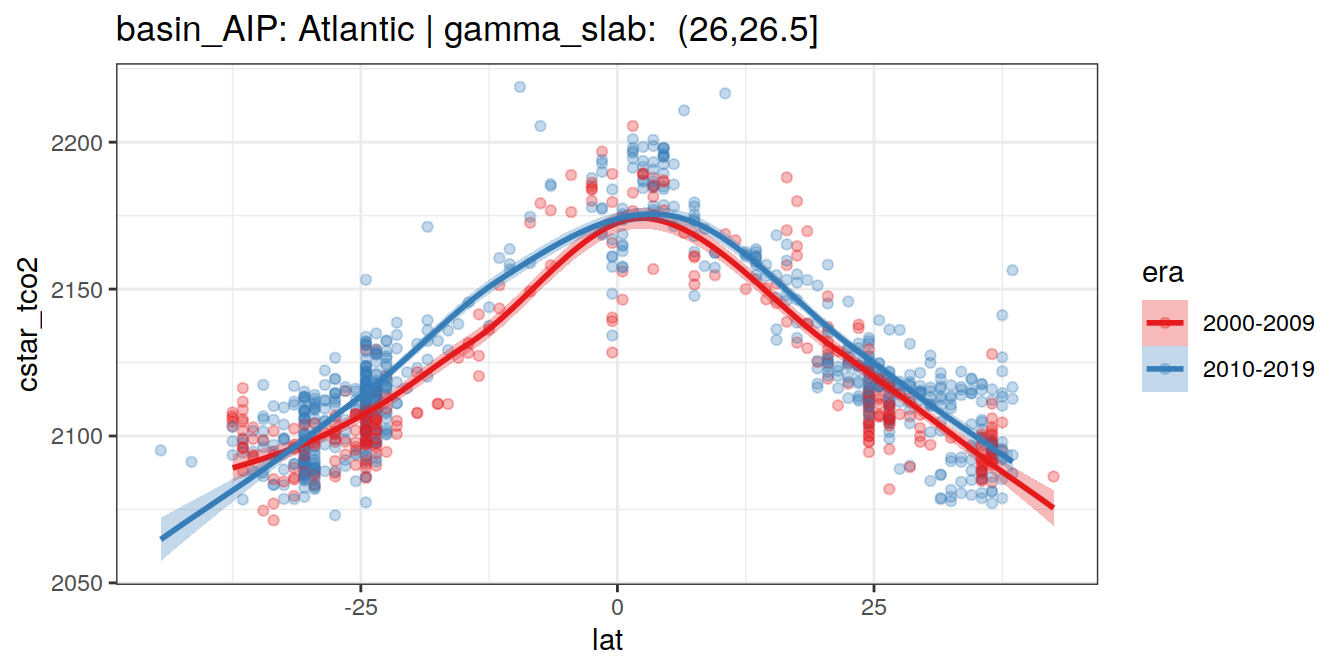 basin_AIP: Atlantic | gamma_slab:  (26,26.5]
cstar_tco2
2200
2150
2100
2050
-25
0
25
lat
era
2000-2009
2010-2019